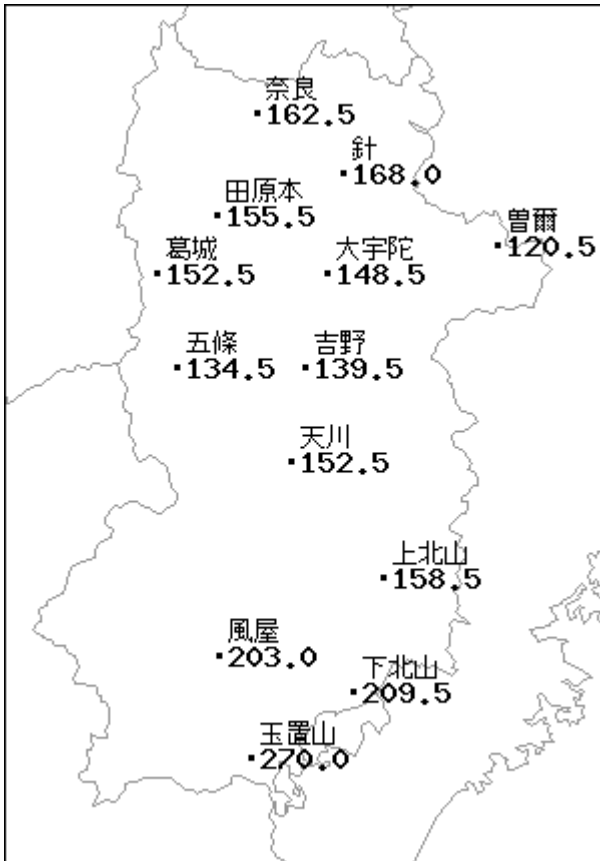 奈良
162.5
針
168.0
田原本
155.5
曽爾
120.5
葛城
152.5
大宇陀
148.5
五條
134.5
吉野
139.5
天川
152.5
上北山
158.5
風屋
203.0
下北山
209.5
玉置山
270.0